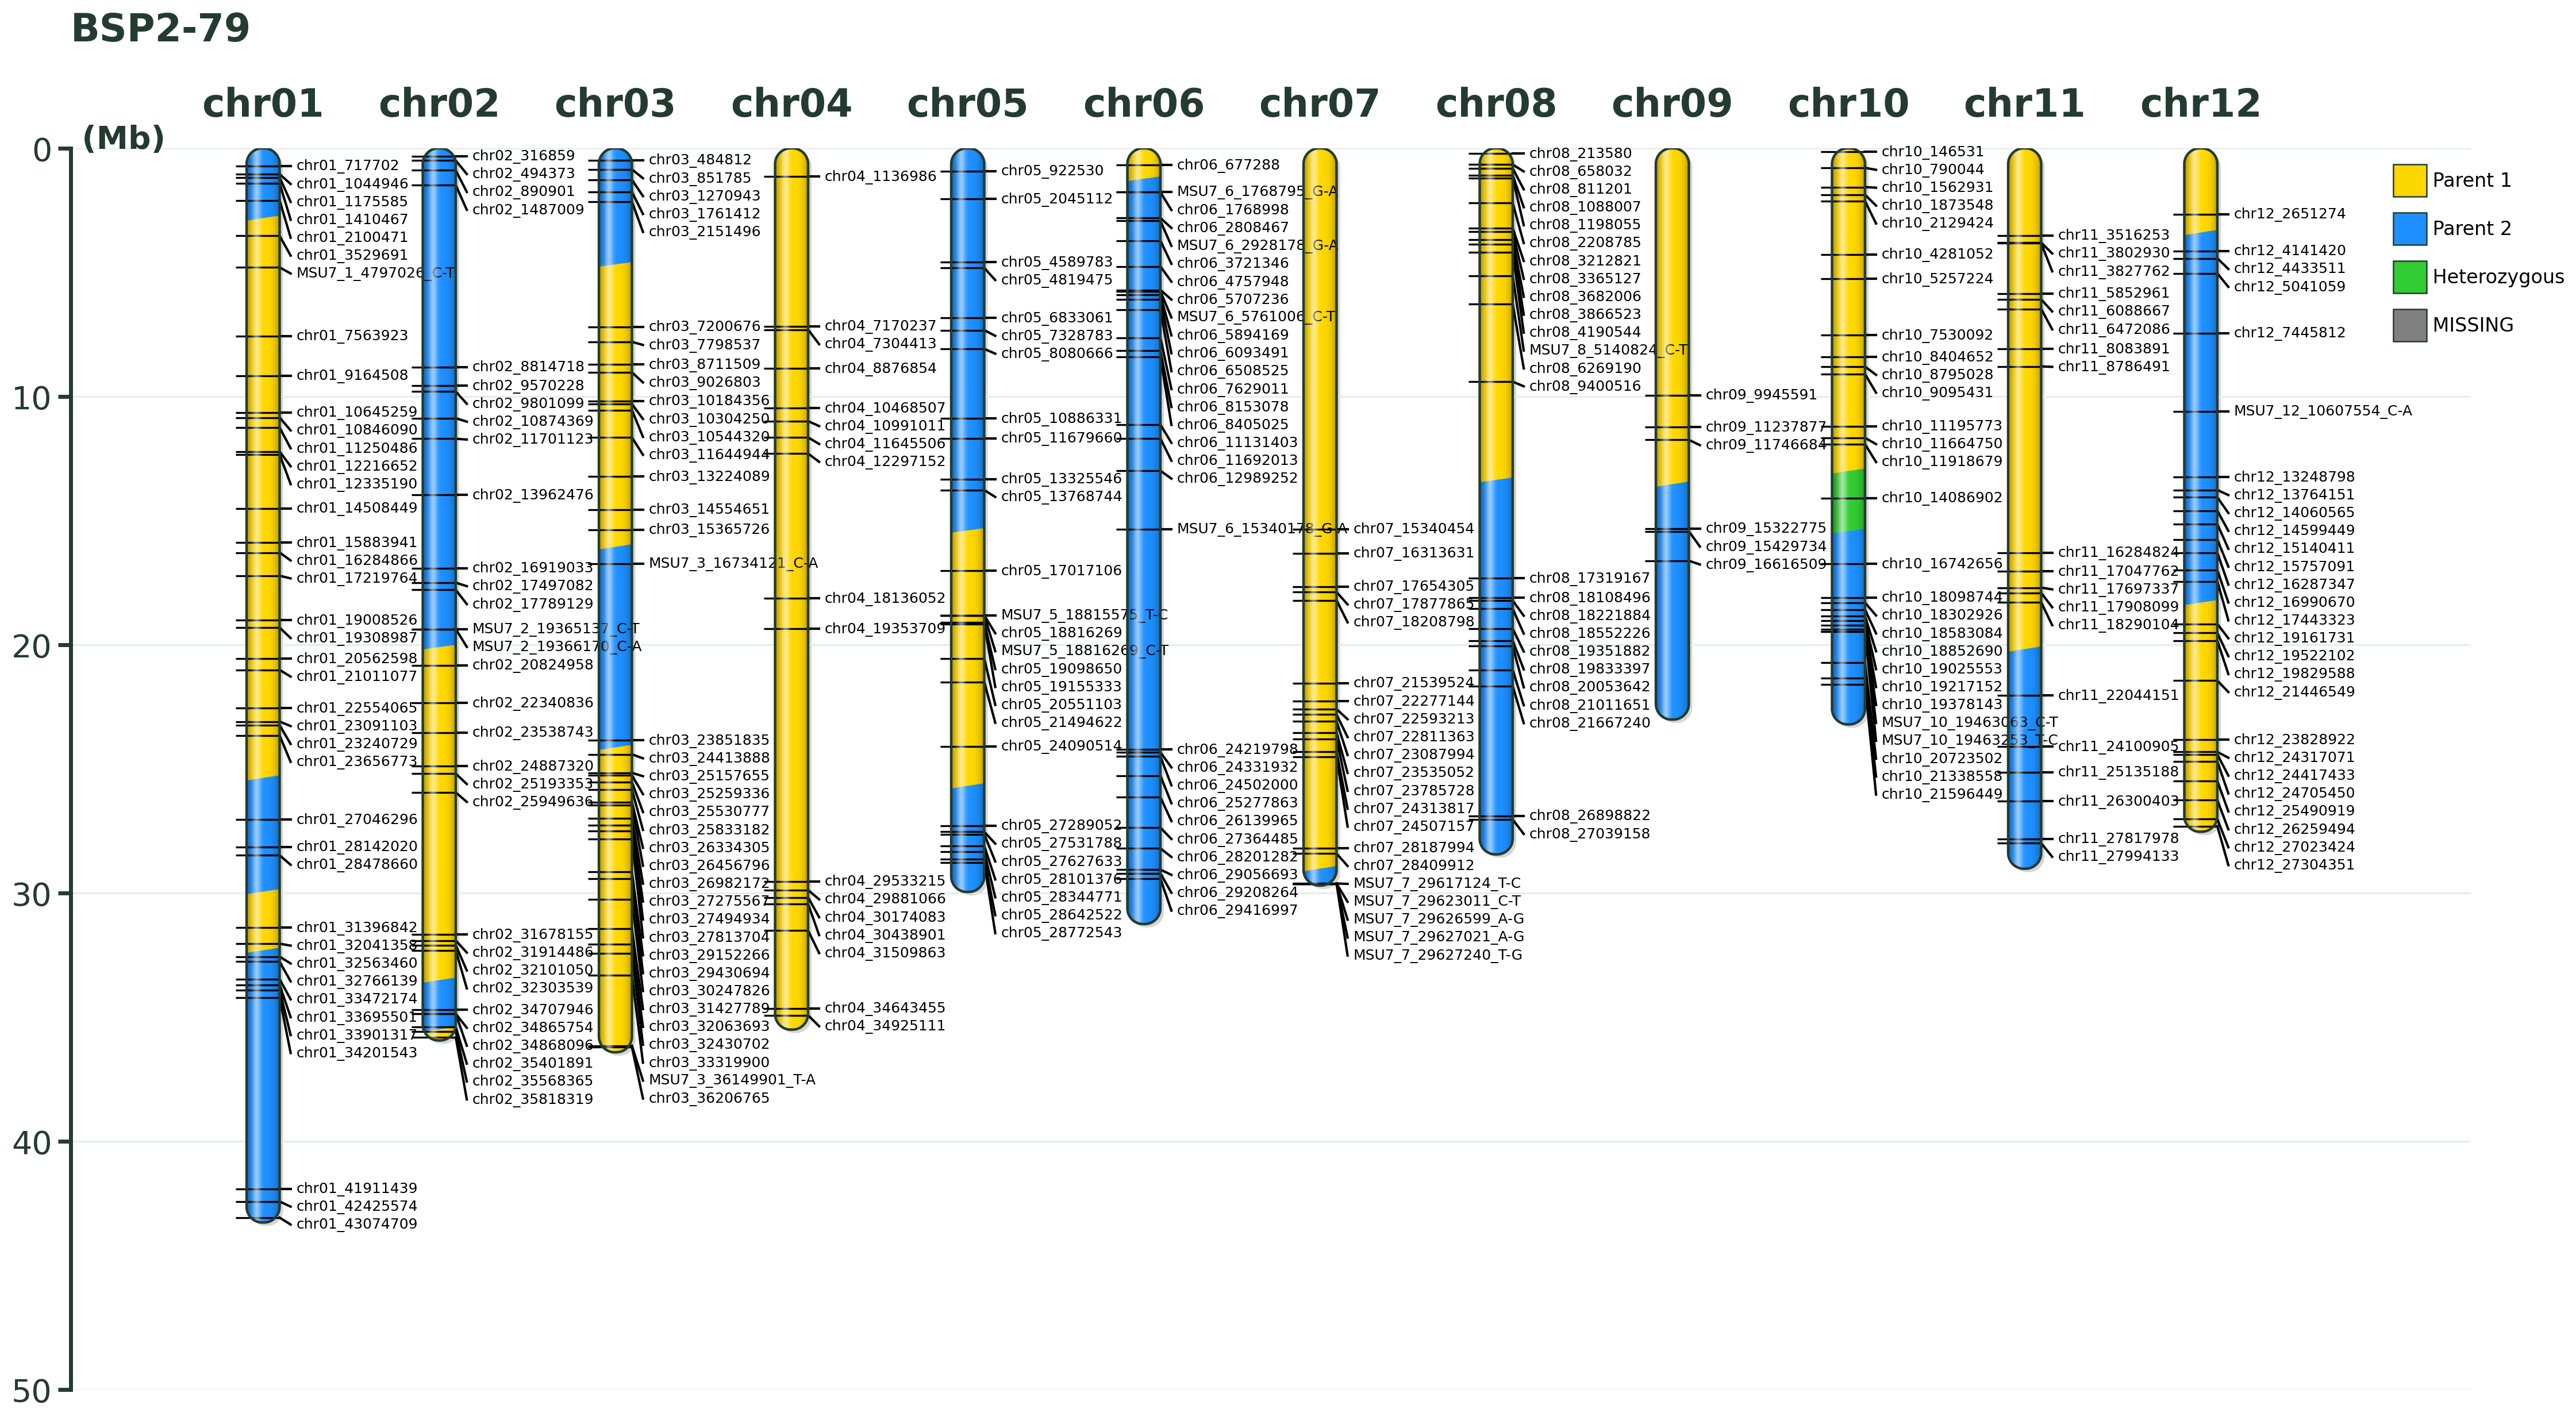 BSP2-79
chr01 chr02 chr03 chr04 chr05 chr06 chr07 chr08 chr09 chr10 chr11 chr12
(Mb)
0
10
20
30
40
50
chr01_717702
chr01_1044946
chr01_1175585
chr01_1410467
chr01_2100471
chr01_3529691
MSU7_1_4797026_C-T
chr01_7563923
chr01_9164508
chr01_10645259
chr01_10846090
chr01_11250486
chr01_12216652
chr01_12335190
chr01_14508449
chr01_15883941
chr01_16284866
chr01_17219764
chr01_19008526
chr01_19308987
chr01_20562598
chr01_21011077
chr01_22554065
chr01_23091103
chr01_23240729
chr01_23656773
chr01_27046296
chr01_28142020
chr01_28478660
chr01_31396842
chr01_32041358
chr01_32563460
chr01_32766139
chr01_33472174
chr01_33695501
chr01_33901317
chr01_34201543
chr01_41911439
chr01_42425574
chr01_43074709
chr02_316859
chr02_494373
chr02_890901
chr02_1487009
chr02_8814718
chr02_9570228
chr02_9801099
chr02_10874369
chr02_11701123
chr02_13962476
chr02_16919033
chr02_17497082
chr02_17789129
MSU7_2_19365137_C-T
MSU7_2_19366170_C-A
chr02_20824958
chr02_22340836
chr02_23538743
chr02_24887320
chr02_25193353
chr02_25949636
chr02_31678155
chr02_31914486
chr02_32101050
chr02_32303539
chr02_34707946
chr02_34865754
chr02_34868096
chr02_35401891
chr02_35568365
chr02_35818319
chr03_484812
chr03_851785
chr03_1270943
chr03_1761412
chr03_2151496
chr03_7200676
chr03_7798537
chr03_8711509
chr03_9026803
chr03_10184356
chr03_10304250
chr03_10544320
chr03_11644944
chr03_13224089
chr03_14554651
chr03_15365726
MSU7_3_16734121_C-A
chr03_23851835
chr03_24413888
chr03_25157655
chr03_25259336
chr03_25530777
chr03_25833182
chr03_26334305
chr03_26456796
chr03_26982172
chr03_27275567
chr03_27494934
chr03_27813704
chr03_29152266
chr03_29430694
chr03_30247826
chr03_31427789
chr03_32063693
chr03_32430702
chr03_33319900
MSU7_3_36149901_T-A
chr03_36206765
chr04_1136986
chr04_7170237
chr04_7304413
chr04_8876854
chr04_10468507
chr04_10991011
chr04_11645506
chr04_12297152
chr04_18136052
chr04_19353709
chr04_29533215
chr04_29881066
chr04_30174083
chr04_30438901
chr04_31509863
chr04_34643455
chr04_34925111
chr05_922530
chr05_2045112
chr05_4589783
chr05_4819475
chr05_6833061
chr05_7328783
chr05_8080666
chr05_10886331
chr05_11679660
chr05_13325546
chr05_13768744
chr05_17017106
MSU7_5_18815575_T-C
chr05_18816269
MSU7_5_18816269_C-T
chr05_19098650
chr05_19155333
chr05_20551103
chr05_21494622
chr05_24090514
chr05_27289052
chr05_27531788
chr05_27627633
chr05_28101376
chr05_28344771
chr05_28642522
chr05_28772543
chr06_677288
MSU7_6_1768795_G-A
chr06_1768998
chr06_2808467
MSU7_6_2928178_G-A
chr06_3721346
chr06_4757948
chr06_5707236
MSU7_6_5761006_C-T
chr06_5894169
chr06_6093491
chr06_6508525
chr06_7629011
chr06_8153078
chr06_8405025
chr06_11131403
chr06_11692013
chr06_12989252
MSU7_6_15340178_G-A
chr06_24219798
chr06_24331932
chr06_24502000
chr06_25277863
chr06_26139965
chr06_27364485
chr06_28201282
chr06_29056693
chr06_29208264
chr06_29416997
chr07_15340454
chr07_16313631
chr07_17654305
chr07_17877865
chr07_18208798
chr07_21539524
chr07_22277144
chr07_22593213
chr07_22811363
chr07_23087994
chr07_23535052
chr07_23785728
chr07_24313817
chr07_24507157
chr07_28187994
chr07_28409912
MSU7_7_29617124_T-C
MSU7_7_29623011_C-T
MSU7_7_29626599_A-G
MSU7_7_29627021_A-G
MSU7_7_29627240_T-G
chr08_213580
chr08_658032
chr08_811201
chr08_1088007
chr08_1198055
chr08_2208785
chr08_3212821
chr08_3365127
chr08_3682006
chr08_3866523
chr08_4190544
MSU7_8_5140824_C-T
chr08_6269190
chr08_9400516
chr08_17319167
chr08_18108496
chr08_18221884
chr08_18552226
chr08_19351882
chr08_19833397
chr08_20053642
chr08_21011651
chr08_21667240
chr08_26898822
chr08_27039158
chr09_9945591
chr09_11237877
chr09_11746684
chr09_15322775
chr09_15429734
chr09_16616509
chr10_146531
chr10_790044
chr10_1562931
chr10_1873548
chr10_2129424
chr10_4281052
chr10_5257224
chr10_7530092
chr10_8404652
chr10_8795028
chr10_9095431
chr10_11195773
chr10_11664750
chr10_11918679
chr10_14086902
chr10_16742656
chr10_18098744
chr10_18302926
chr10_18583084
chr10_18852690
chr10_19025553
chr10_19217152
chr10_19378143
MSU7_10_19463063_C-T
MSU7_10_19463253_T-C
chr10_20723502
chr10_21338558
chr10_21596449
chr11_3516253
chr11_3802930
chr11_3827762
chr11_5852961
chr11_6088667
chr11_6472086
chr11_8083891
chr11_8786491
chr11_16284824
chr11_17047762
chr11_17697337
chr11_17908099
chr11_18290104
chr11_22044151
chr11_24100905
chr11_25135188
chr11_26300403
chr11_27817978
chr11_27994133
chr12_2651274
chr12_4141420
chr12_4433511
chr12_5041059
chr12_7445812
MSU7_12_10607554_C-A
chr12_13248798
chr12_13764151
chr12_14060565
chr12_14599449
chr12_15140411
chr12_15757091
chr12_16287347
chr12_16990670
chr12_17443323
chr12_19161731
chr12_19522102
chr12_19829588
chr12_21446549
chr12_23828922
chr12_24317071
chr12_24417433
chr12_24705450
chr12_25490919
chr12_26259494
chr12_27023424
chr12_27304351
Parent 1
Parent 2
Heterozygous
MISSING